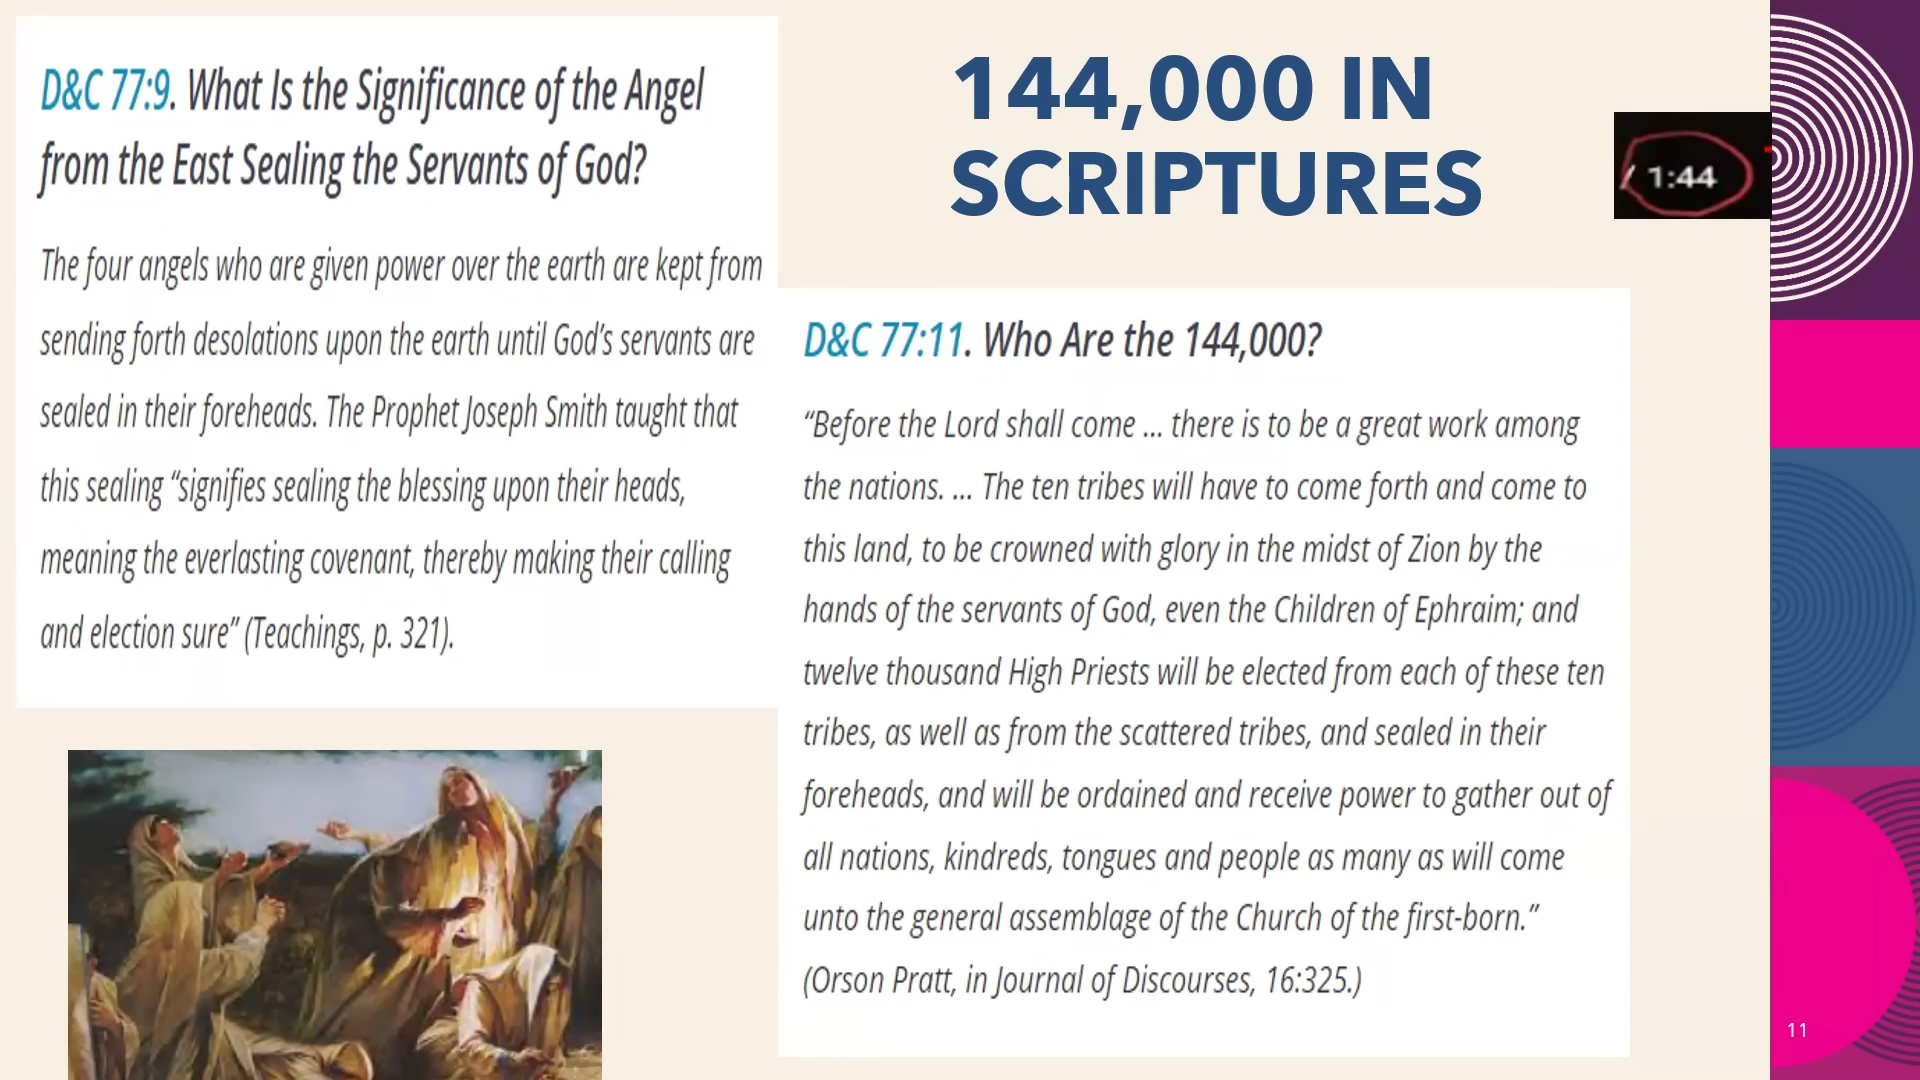 144,000 IN
SCRIPTURES
/ 1:44
D&C 77:9. What Is the Significance of the Angel
from the East Sealing the Servants of God?
The four angels who are given power over the earth are kept from
sending forth desolations upon the earth until God’s servants are
sealed in their foreheads. The Prophet Joseph Smith taught that
this sealing “signifies sealing the blessing upon their heads,
meaning the everlasting covenant, thereby making their calling
and election sure” (Teachings, p. 321).
D&C 77:11. Who Are the 144,000?
“Before the Lord shall come ... there is to be a great work among
the nations. ... The ten tribes will have to come forth and come to
this land, to be crowned with glory in the midst of Zion by the
hands of the servants of God, even the Children of Ephraim; and
twelve thousand High Priests will be elected from each of these ten
tribes, as well as from the scattered tribes, and sealed in their
foreheads, and will be ordained and receive power to gather out of
all nations, kindreds, tongues and people as many as will come
unto the general assemblage of the Church of the first-born.”
(Orson Pratt, in Journal of Discourses, 16:325.)
11